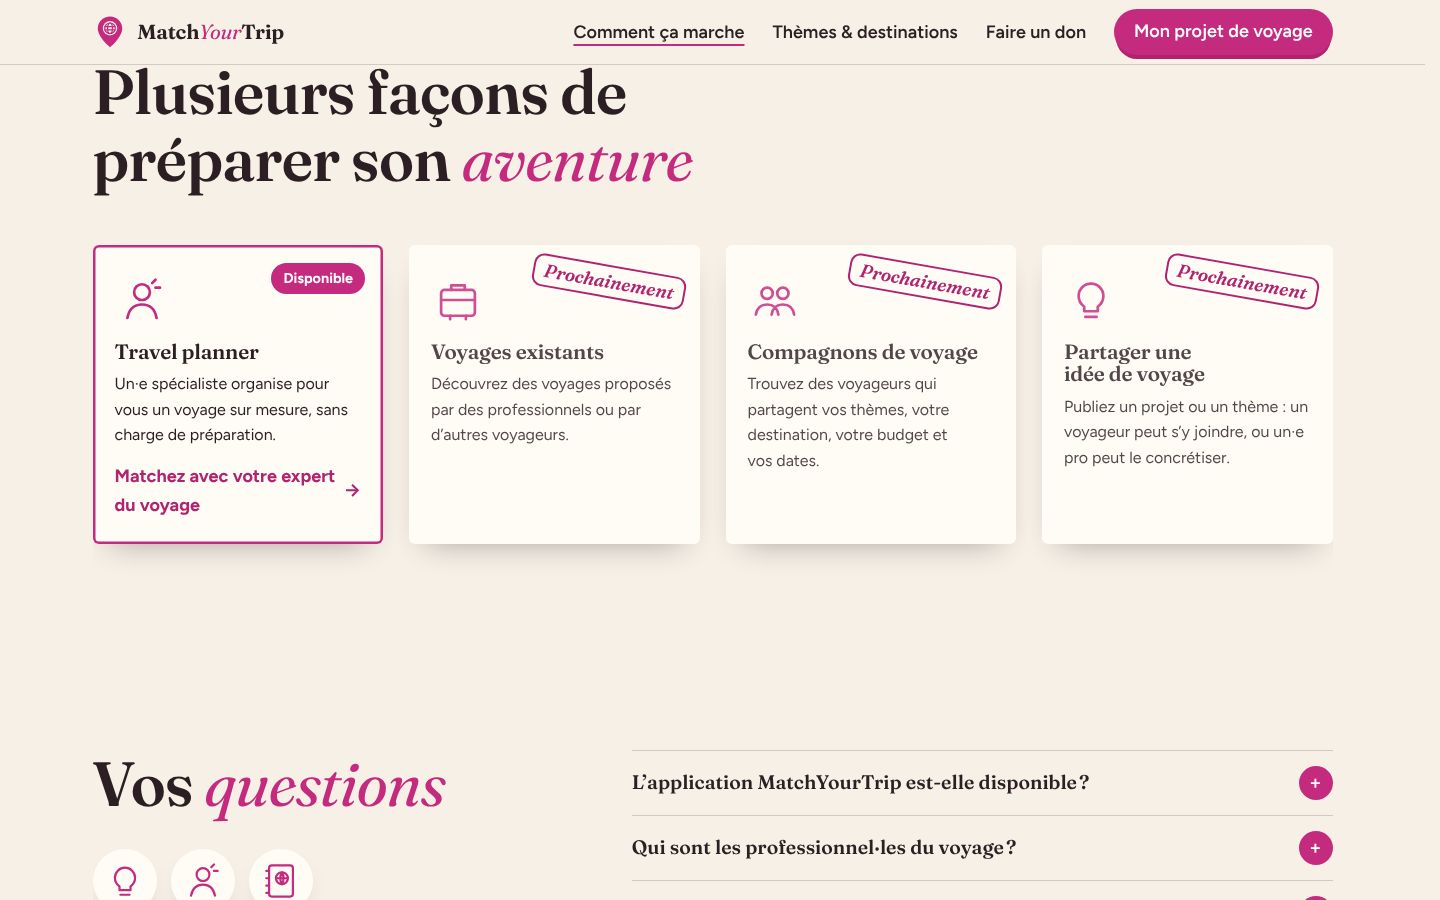 MatchYourTrip
Comment ça marche
Thèmes & destinations
Faire un don
Mon projet de voyage
Plusieurs façons de
préparer son aventure
Disponible
Travel planner
Un·e spécialiste organise pour
vous un voyage sur mesure, sans
charge de préparation.
Matchez avec votre expert
du voyage
Prochainement
Voyages existants
Découvrez des voyages proposés
par des professionnels ou par
d’autres voyageurs.
Prochainement
Compagnons de voyage
Trouvez des voyageurs qui
partagent vos thèmes, votre
destination, votre budget et
vos dates.
Prochainement
Partager une
idée de voyage
Publiez un projet ou un thème : un
voyageur peut s’y joindre, ou un·e
pro peut le concrétiser.
Vos questions
L’application MatchYourTrip est-elle disponible ?
Qui sont les professionnel·les du voyage ?